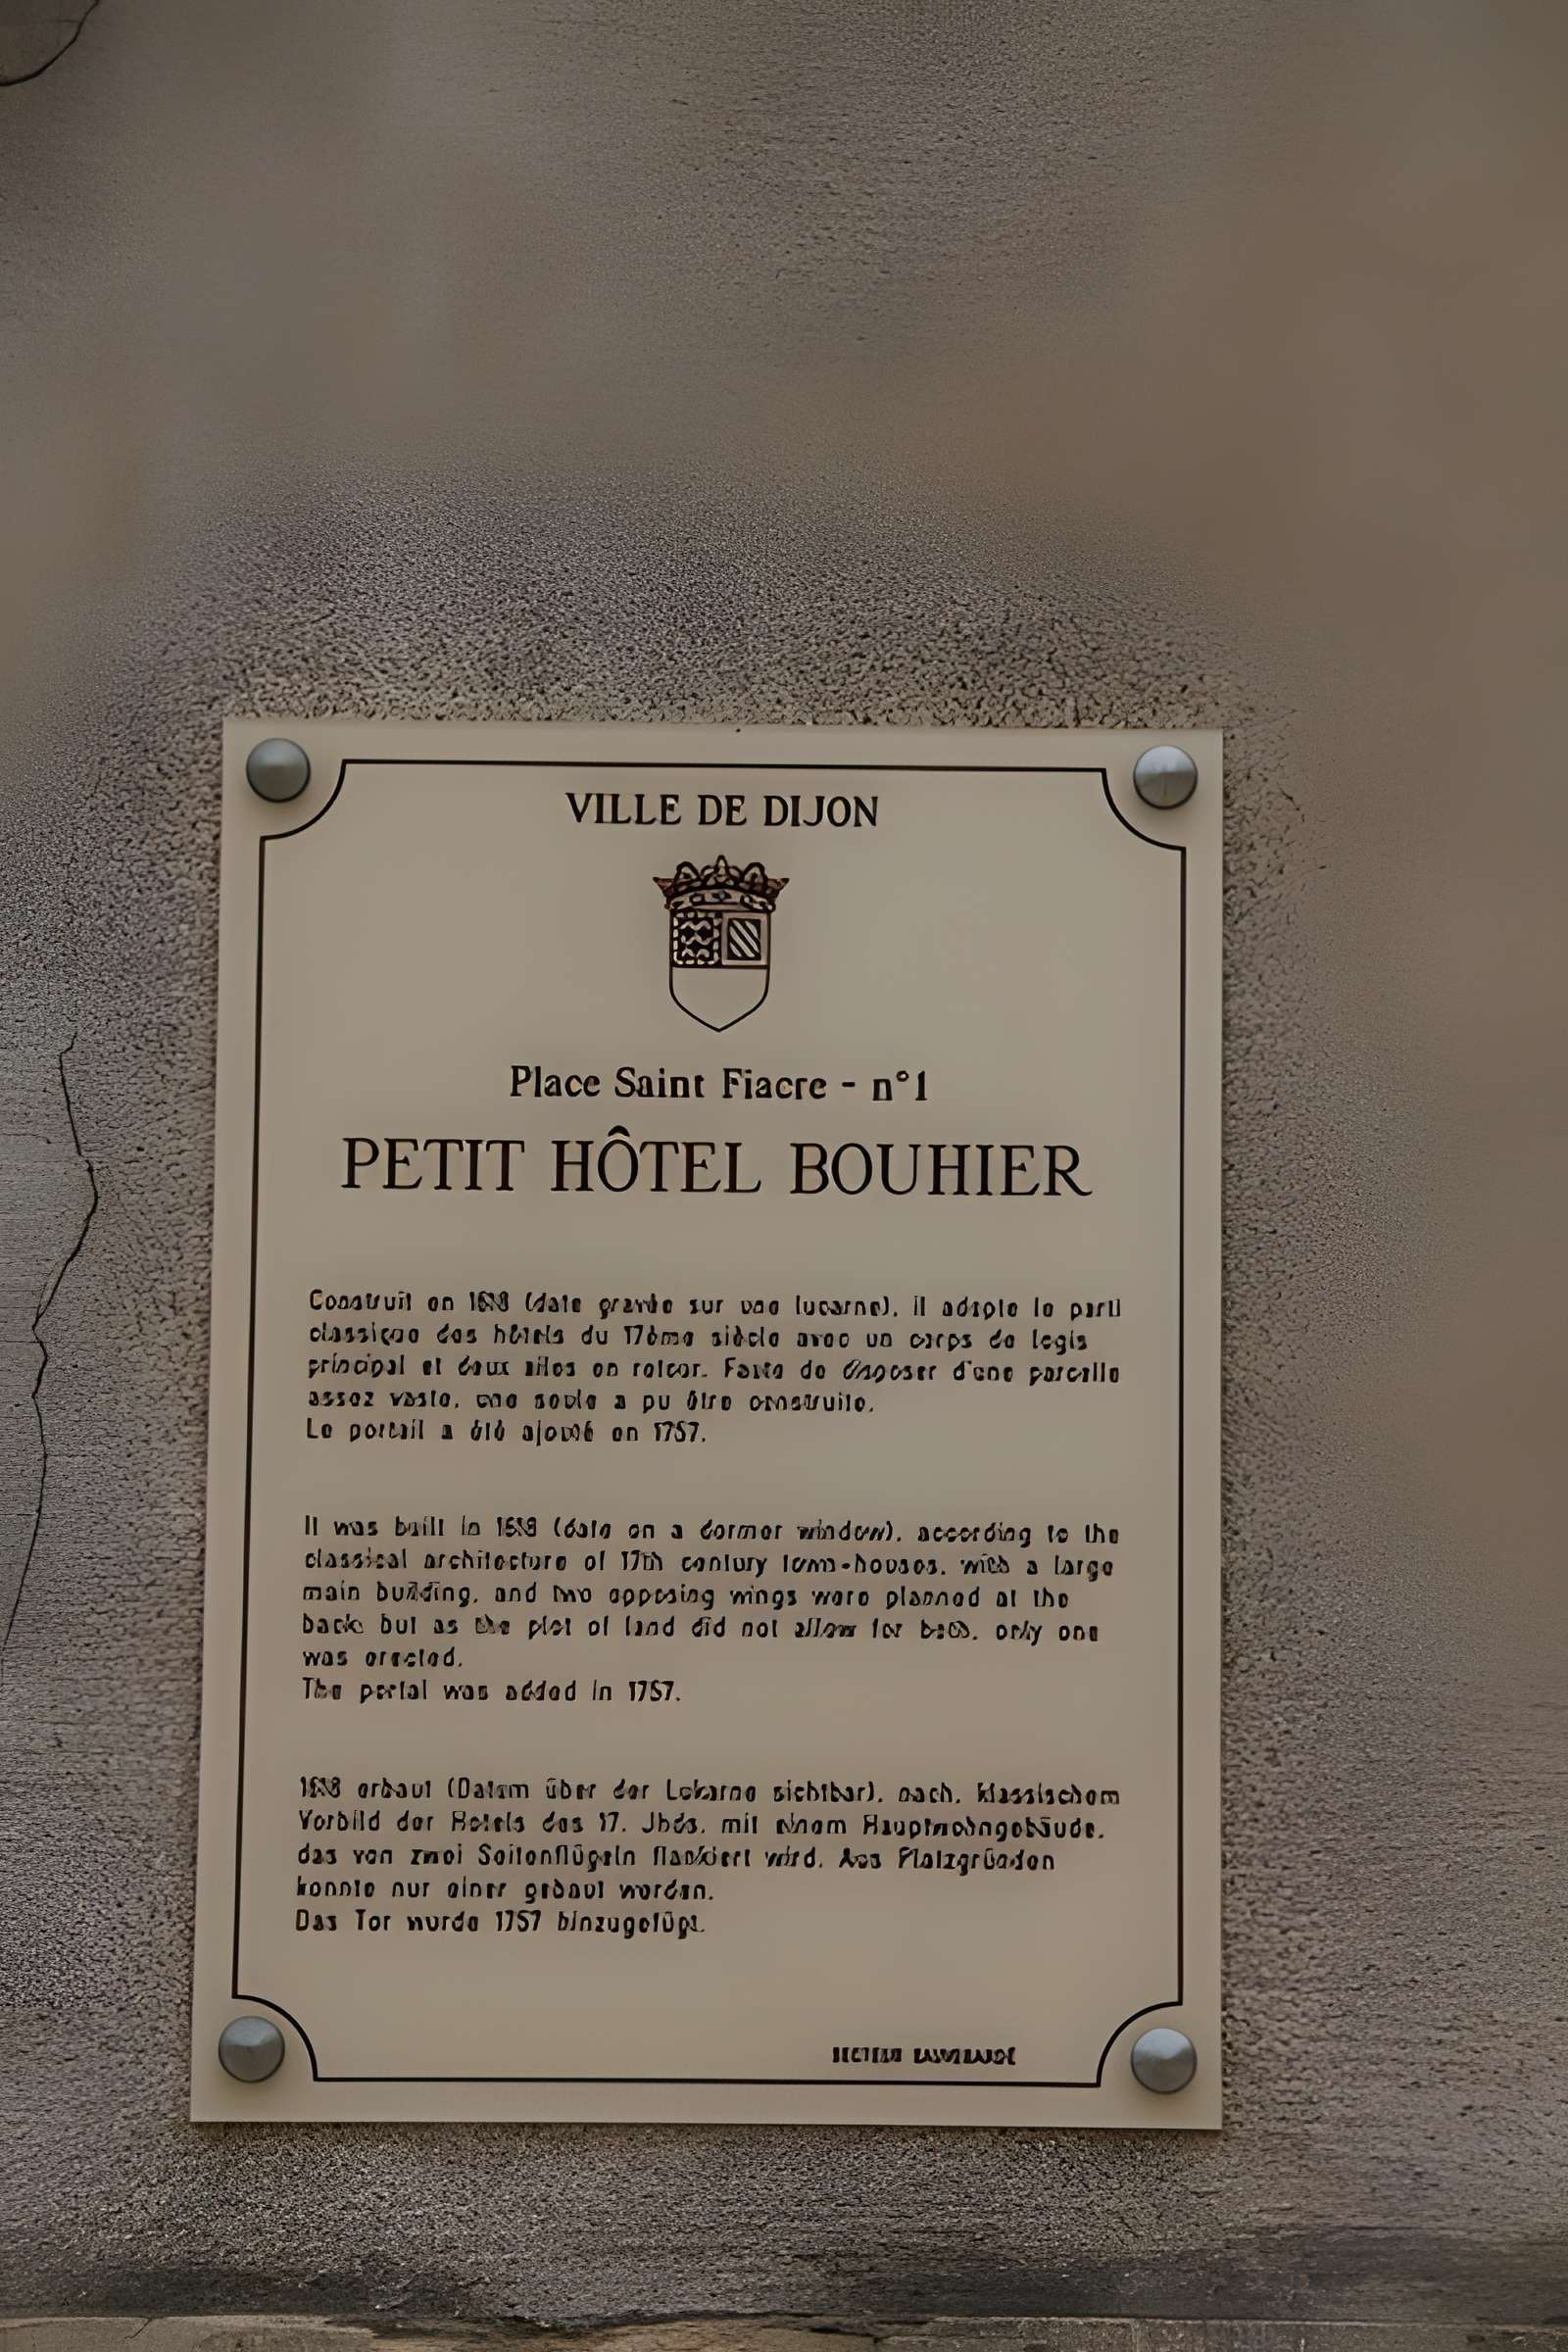 VILLE DE DIJON
Place Saint Fiacre - n°1
PETIT HÔTEL BOUHIER
Construit en (date gravée sur une lucarne), il adopte le parti
classique des hôtels du 17ème siècle avec un corps de logis
principal et deux ailes en retour. Faute de disposer d'une parcelle
assez vaste, une seule a pu être construite.
Le portail a été ajouté en 1757.
It was built in (date on a dormer window), according to the
classical architecture of 17th century town-houses, with a large
main building, and two opposing wings were planned at the
back but as the plot of land did not allow for both, only one
was erected.
The portal was added in 1757.
erbaut (Datum über der Lukarne sichtbar), nach, klassischem
Vorbild der Hotels des 17. Jhds. mit einem Hauptwohngebäude,
das von zwei Seitenflügeln flankiert wird. Aus Platzgründen
konnte nur einer gebaut werden.
Das Tor wurde 1757 hinzugefügt.